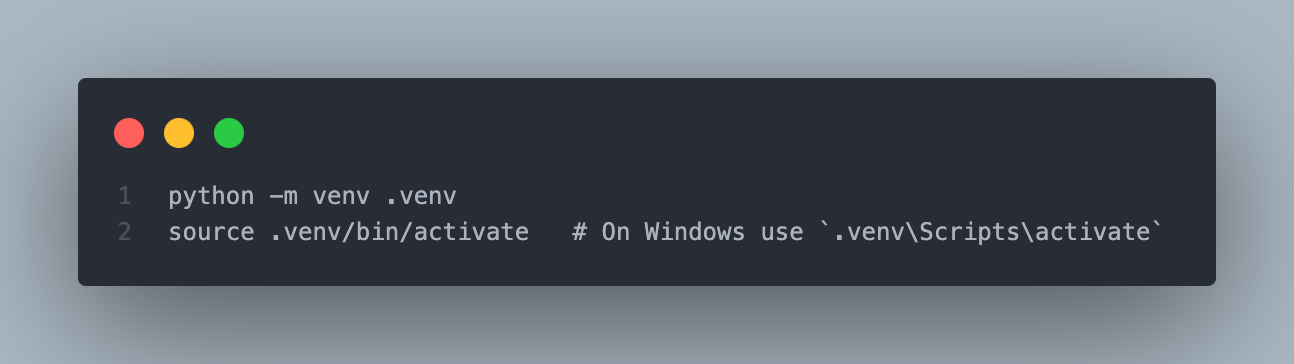 1 python -m venv .venv
2 source .venv/bin/activate   # On Windows use `.venv\Scripts\activate`